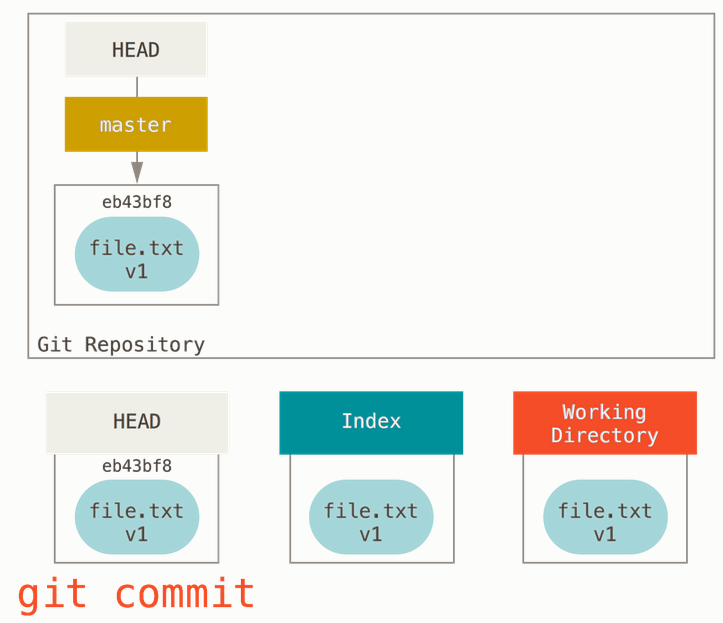 HEAD
master
eb43bf8
file.txt
v1
Git Repository
HEAD
eb43bf8
file.txt
v1
Index
file.txt
v1
Working
Directory
file.txt
v1
git commit